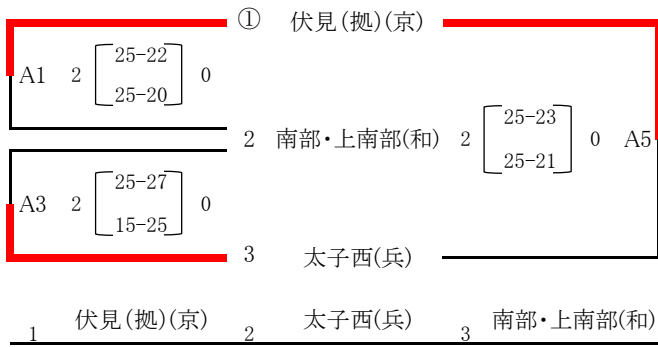 ① 伏見(拠)(京)
A1 2 25-22 0
25-20
2 南部・上南部(和) 2 25-23 0 A5
25-21
A3 2 25-27 0
15-25
3 太子西(兵)
1 伏見(拠)(京) 2 太子西(兵) 3 南部・上南部(和)